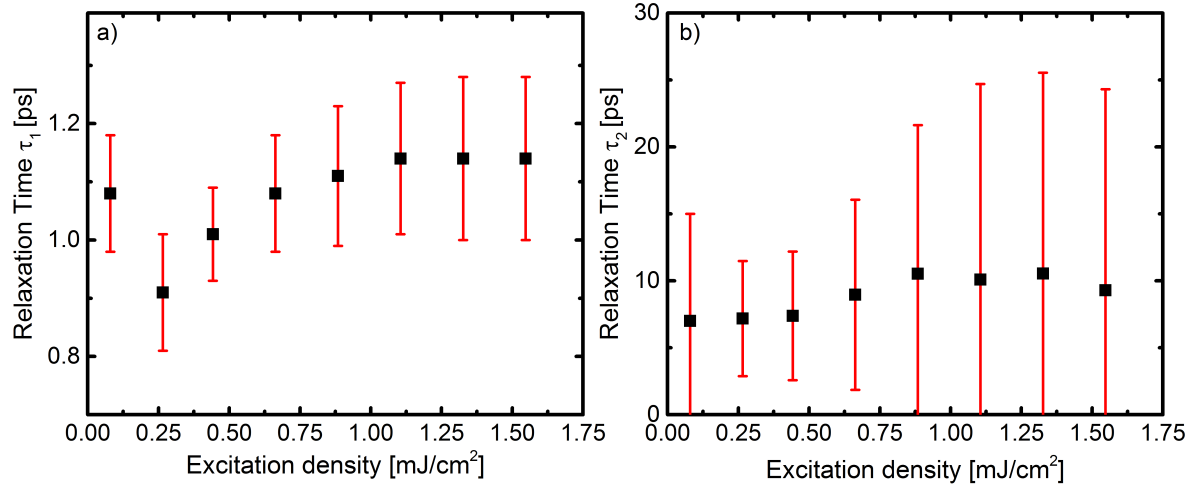 a)
Relaxation Time τ₁ [ps]
1.2
1.0
0.8
0.00 0.25 0.50 0.75 1.00 1.25 1.50 1.75
Excitation density [mJ/cm²]
b)
Relaxation Time τ₂ [ps]
30
20
10
0
0.00 0.25 0.50 0.75 1.00 1.25 1.50 1.75
Excitation density [mJ/cm²]